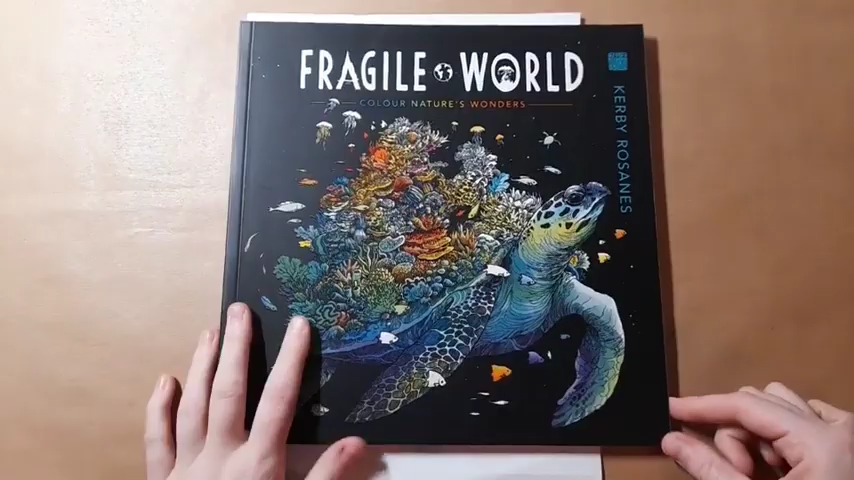 FRAGILE WORLD
COLOUR NATURE'S WONDERS
KERBY ROSANES